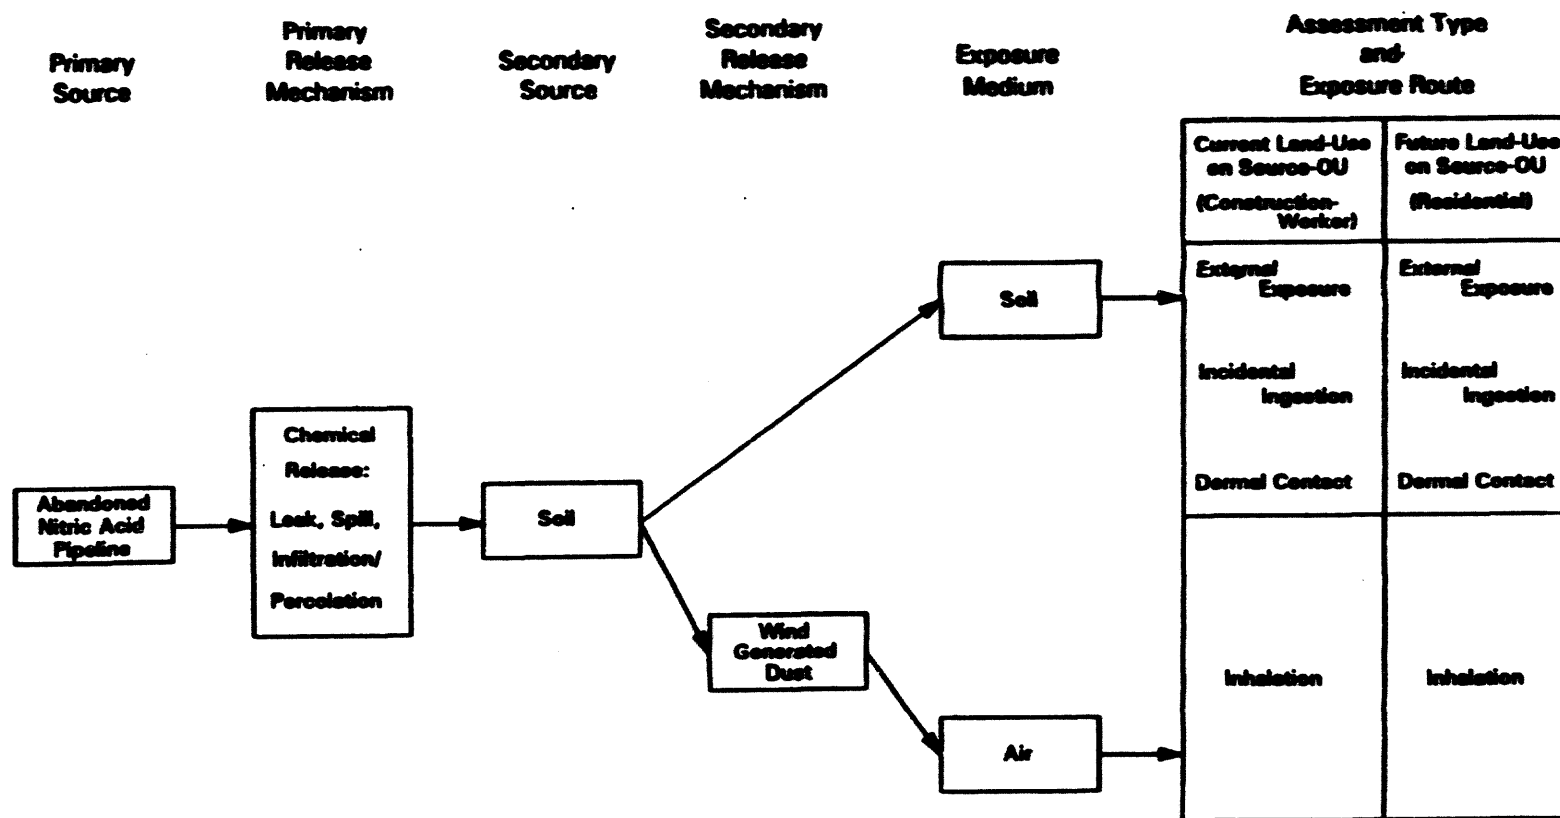 Primary
Source
Primary
Release
Mechanism
Secondary
Source
Secondary
Release
Mechanism
Exposure
Medium
Assessment Type
and
Exposure Route
Current Land-Use
on Source-OU
(Construction-
Worker)
Future Land-Use
on Source-OU
(Residential)
Soil
External
Exposure
External
Exposure
Incidental
Ingestion
Incidental
Ingestion
Chemical
Release:
Leak, Spill,
Infiltration/
Percolation
Abandoned
Nitric Acid
Pipeline
Soil
Dermal Contact
Dermal Contact
Wind
Generated
Dust
Inhalation
Inhalation
Air